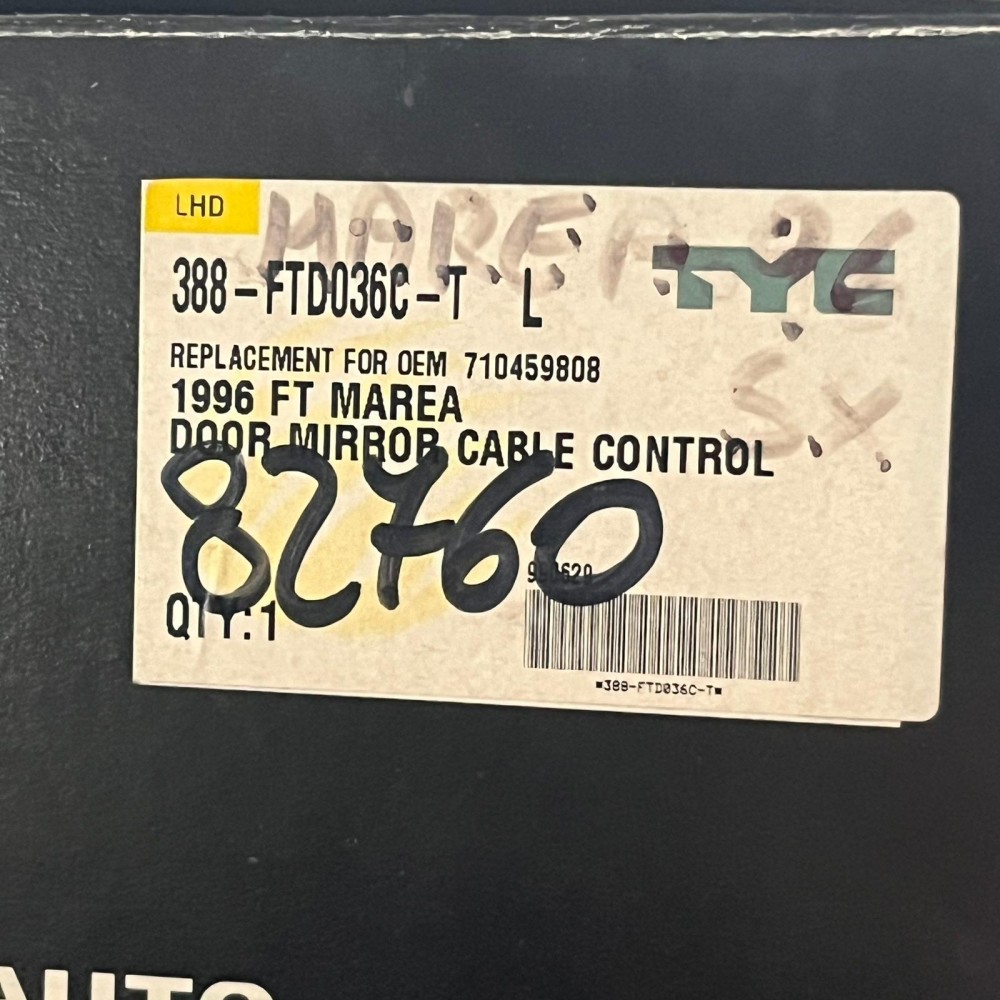 LHD
MAREA 96
388-FTD036C-T L
TYC
REPLACEMENT FOR OEM 710459808
1996 FT MAREA
SX
DOOR MIRROR CABLE CONTROL
82760
QTY:1
*388-FTD036C-T*
AUTO